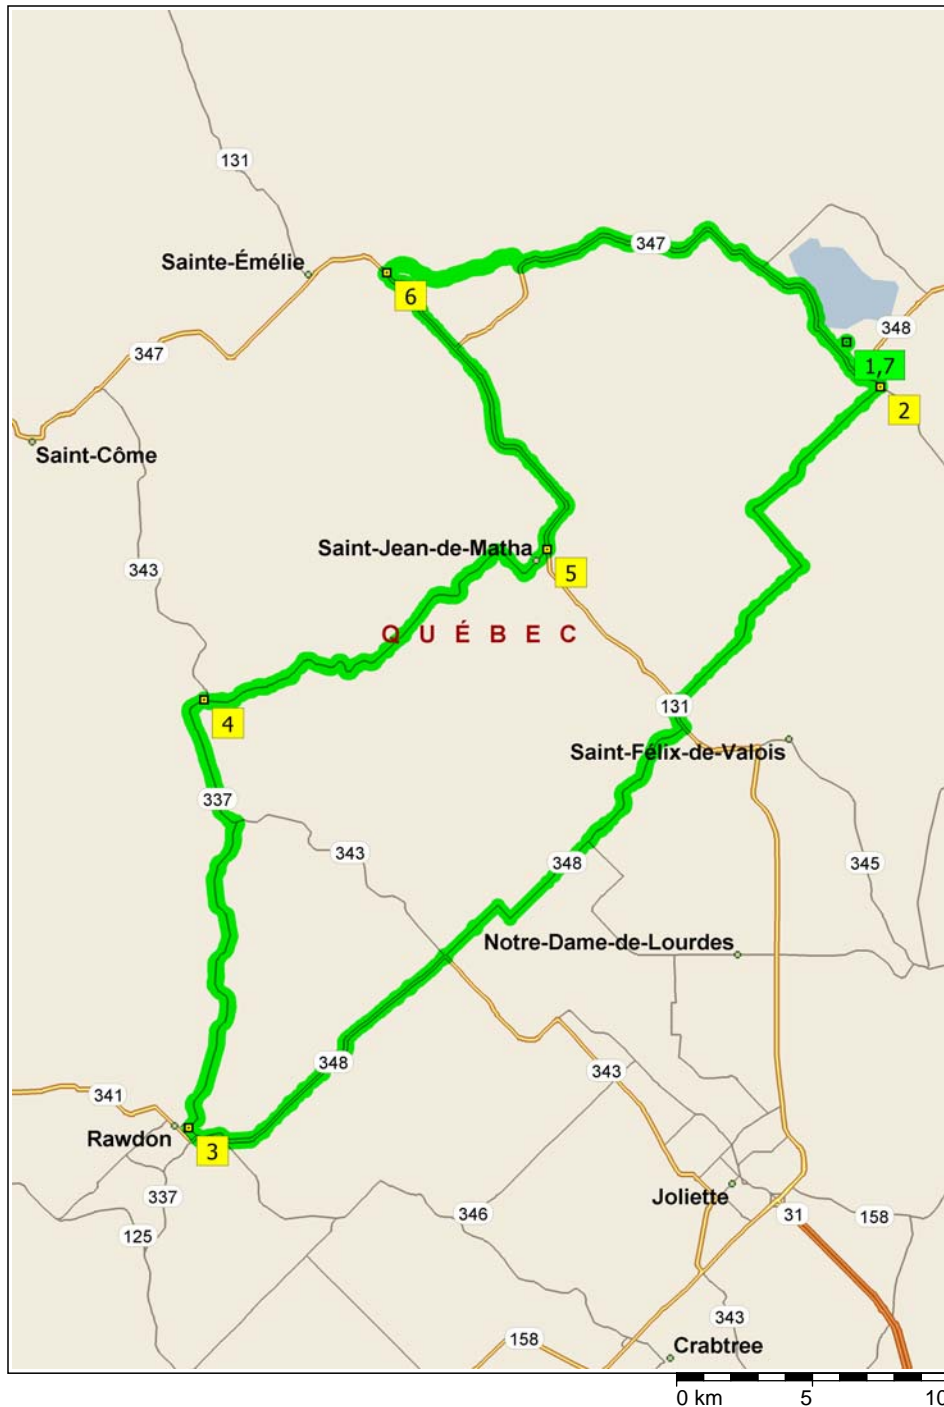 131
Sainte-Émélie
347
6
348
347
1,7
2
Saint-Côme
Saint-Jean-de-Matha
343
5
QUÉBEC
131
4
Saint-Félix-de-Valois
337
343
348
345
Notre-Dame-de-Lourdes
348
343
341
Rawdon
3
337
Joliette
346
31
158
125
343
158
Crabtree
0 km 5 10